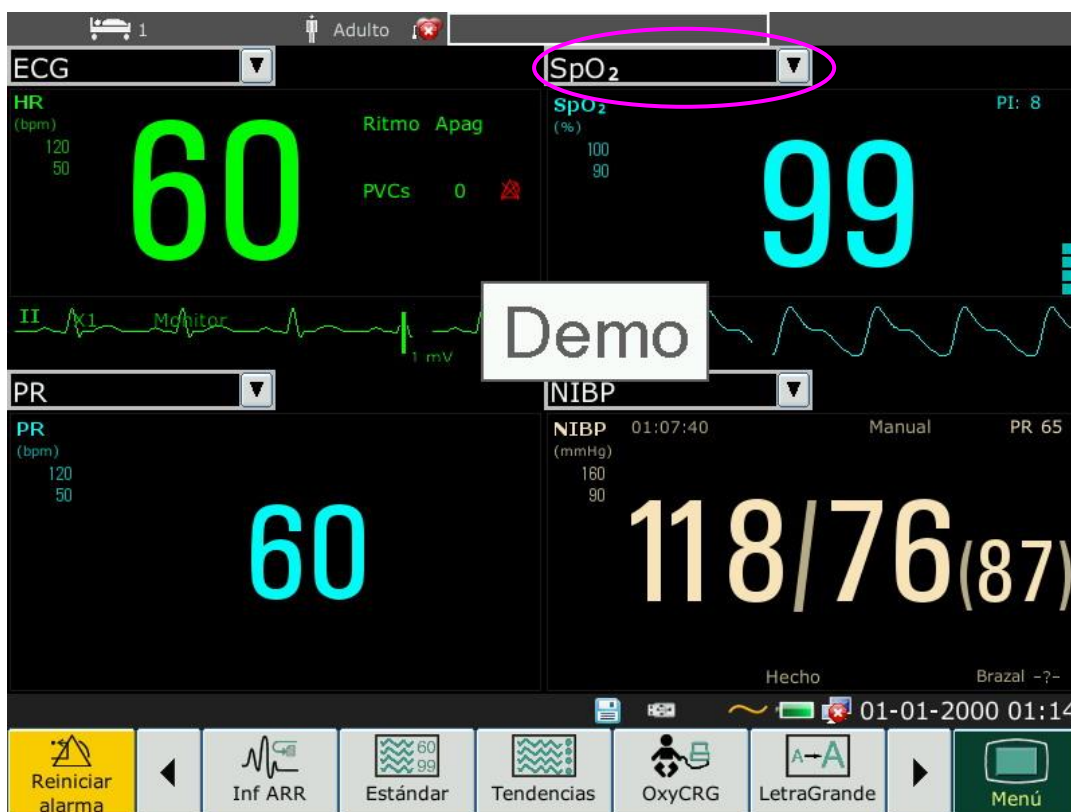 1 Adulto
ECG SpO₂
HR
(bpm)
120
50
60
Ritmo Apag
PVCs 0
SpO₂
(%)
100
90
PI: 8
99
II X1 Monitor
1 mV
Demo
PR NIBP
PR
(bpm)
120
50
60
NIBP 01:07:40 Manual PR 65
(mmHg)
160
90
118/76(87)
Hecho Brazal -?-
01-01-2000 01:14
Reiniciar
alarma
Inf ARR
60
99
Estándar
Tendencias
OxyCRG
A→A
LetraGrande
Menú